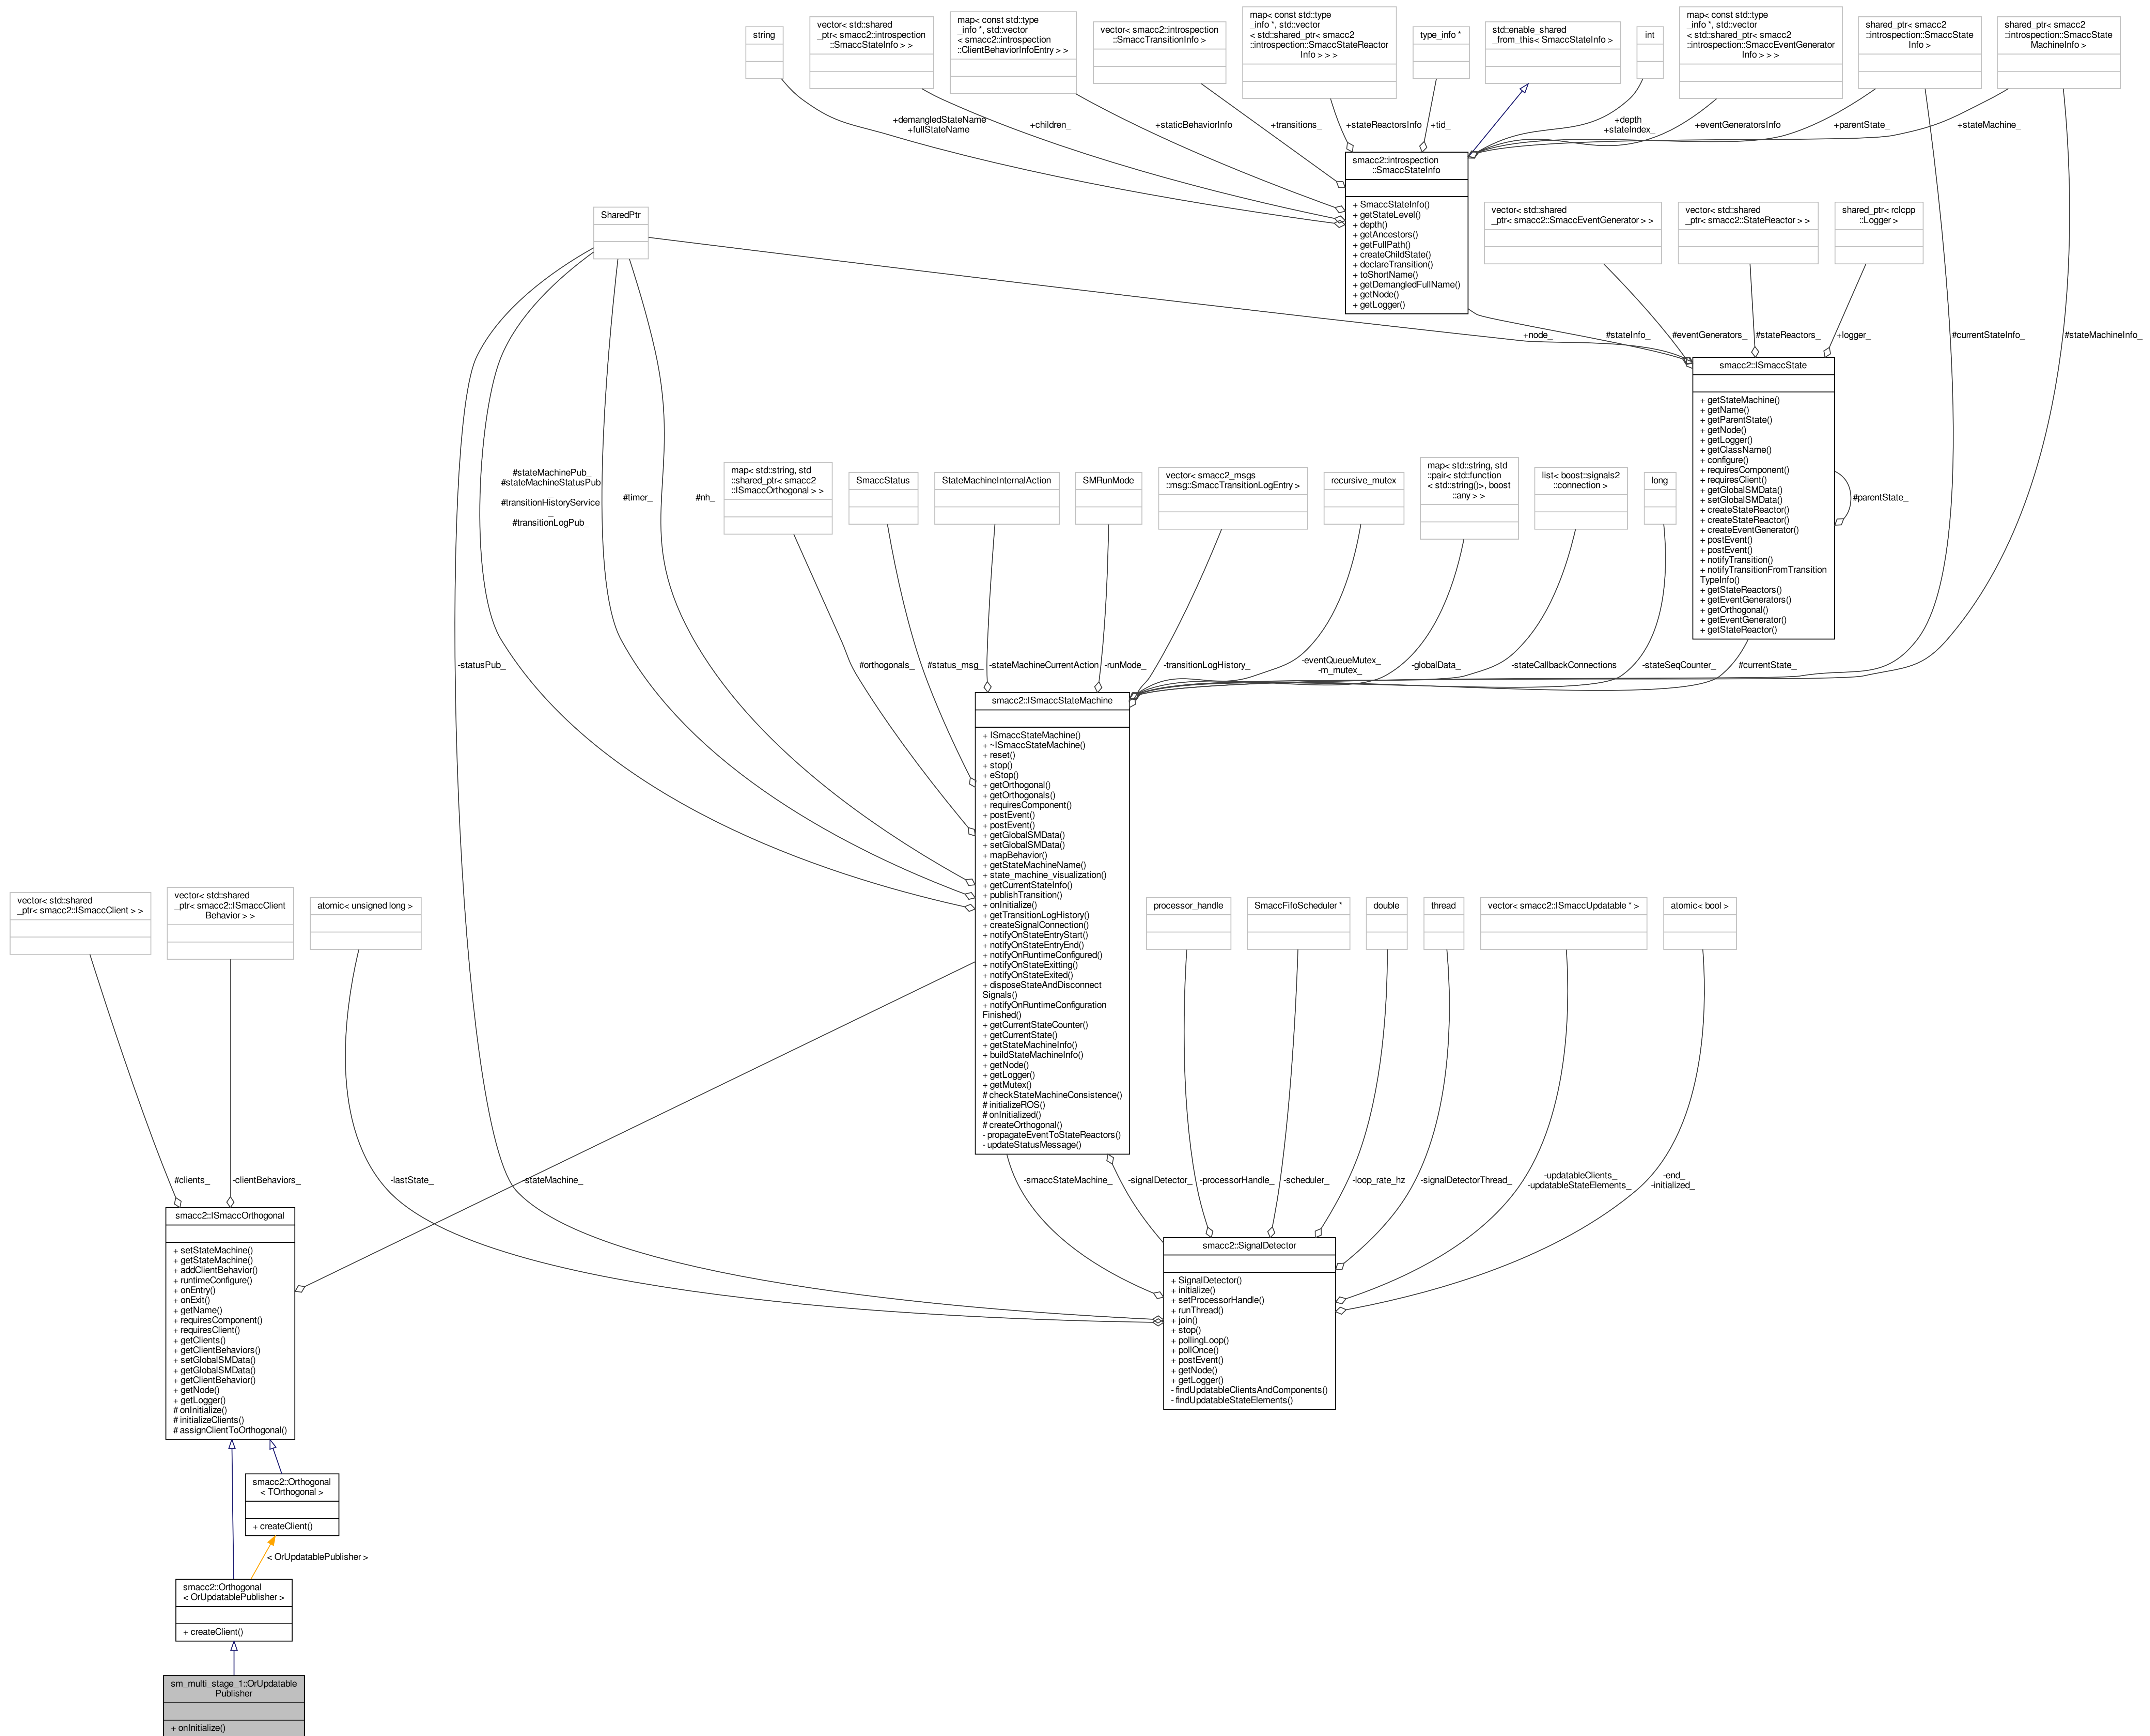 string
vector< std::shared
_ptr< smacc2::introspection
::SmaccStateInfo > >
map< const std::type
_info *, std::vector
< smacc2::introspection
::ClientBehaviorInfoEntry > >
vector< smacc2::introspection
::SmaccTransitionInfo >
map< const std::type
_info *, std::vector
< std::shared_ptr< smacc2
::introspection::SmaccStateReactor
Info > > >
type_info *
std::enable_shared
_from_this< SmaccStateInfo >
int
map< const std::type
_info *, std::vector
< std::shared_ptr< smacc2
::introspection::SmaccEventGenerator
Info > > >
shared_ptr< smacc2
::introspection::SmaccState
Info >
shared_ptr< smacc2
::introspection::SmaccState
MachineInfo >
+demangledStateName
+fullStateName
+children_
+staticBehaviorInfo
+transitions_
+stateReactorsInfo
+tid_
+depth_
+stateIndex_
+eventGeneratorsInfo
+parentState_
+stateMachine_
smacc2::introspection
::SmaccStateInfo
+ SmaccStateInfo()
+ getStateLevel()
+ depth()
+ getAncestors()
+ getFullPath()
+ createChildState()
+ declareTransition()
+ toShortName()
+ getDemangledFullName()
+ getNode()
+ getLogger()
SharedPtr
vector< std::shared
_ptr< smacc2::SmaccEventGenerator > >
vector< std::shared
_ptr< smacc2::StateReactor > >
shared_ptr< rclcpp
::Logger >
+node_
#stateInfo_
#eventGenerators_
#stateReactors_
+logger_
#currentStateInfo_
#stateMachineInfo_
smacc2::ISmaccState
+ getStateMachine()
+ getName()
+ getParentState()
+ getNode()
+ getLogger()
+ getClassName()
+ configure()
+ requiresComponent()
+ requiresClient()
+ getGlobalSMData()
+ setGlobalSMData()
+ createStateReactor()
+ createStateReactor()
+ createEventGenerator()
+ postEvent()
+ postEvent()
+ notifyTransition()
+ notifyTransitionFromTransition
TypeInfo()
+ getStateReactors()
+ getEventGenerators()
+ getOrthogonal()
+ getEventGenerator()
+ getStateReactor()
#parentState_
#stateMachinePub_
#stateMachineStatusPub
_
#transitionHistoryService
_
#transitionLogPub_
#timer_
#nh_
map< std::string, std
::shared_ptr< smacc2
::ISmaccOrthogonal > >
SmaccStatus
StateMachineInternalAction
SMRunMode
vector< smacc2_msgs
::msg::SmaccTransitionLogEntry >
recursive_mutex
map< std::string, std
::pair< std::function
< std::string()>, boost
::any > >
list< boost::signals2
::connection >
long
-statusPub_
#orthogonals_
#status_msg_
-stateMachineCurrentAction
-runMode_
-transitionLogHistory_
-eventQueueMutex_
-m_mutex_
-globalData_
-stateCallbackConnections
-stateSeqCounter_
#currentState_
smacc2::ISmaccStateMachine
+ ISmaccStateMachine()
+ ~ISmaccStateMachine()
+ reset()
+ stop()
+ eStop()
+ getOrthogonal()
+ getOrthogonals()
+ requiresComponent()
+ postEvent()
+ postEvent()
+ getGlobalSMData()
+ setGlobalSMData()
+ mapBehavior()
+ getStateMachineName()
+ state_machine_visualization()
+ getCurrentStateInfo()
+ publishTransition()
+ onInitialize()
+ getTransitionLogHistory()
+ createSignalConnection()
+ notifyOnStateEntryStart()
+ notifyOnStateEntryEnd()
+ notifyOnRuntimeConfigured()
+ notifyOnStateExitting()
+ notifyOnStateExited()
+ disposeStateAndDisconnect
Signals()
+ notifyOnRuntimeConfiguration
Finished()
+ getCurrentStateCounter()
+ getCurrentState()
+ getStateMachineInfo()
+ buildStateMachineInfo()
+ getNode()
+ getLogger()
+ getMutex()
# checkStateMachineConsistence()
# initializeROS()
# onInitialized()
# createOrthogonal()
- propagateEventToStateReactors()
- updateStatusMessage()
vector< std::shared
_ptr< smacc2::ISmaccClient > >
vector< std::shared
_ptr< smacc2::ISmaccClient
Behavior > >
atomic< unsigned long >
processor_handle
SmaccFifoScheduler *
double
thread
vector< smacc2::ISmaccUpdatable * >
atomic< bool >
#clients_
-clientBehaviors_
-lastState_
-stateMachine_
-smaccStateMachine_
-signalDetector_
-processorHandle_
-scheduler_
-loop_rate_hz
-signalDetectorThread_
-updatableClients_
-updatableStateElements_
-end_
-initialized_
smacc2::ISmaccOrthogonal
+ setStateMachine()
+ getStateMachine()
+ addClientBehavior()
+ runtimeConfigure()
+ onEntry()
+ onExit()
+ getName()
+ requiresComponent()
+ requiresClient()
+ getClients()
+ getClientBehaviors()
+ setGlobalSMData()
+ getGlobalSMData()
+ getClientBehavior()
+ getNode()
+ getLogger()
# onInitialize()
# initializeClients()
# assignClientToOrthogonal()
smacc2::SignalDetector
+ SignalDetector()
+ initialize()
+ setProcessorHandle()
+ runThread()
+ join()
+ stop()
+ pollingLoop()
+ pollOnce()
+ postEvent()
+ getNode()
+ getLogger()
- findUpdatableClientsAndComponents()
- findUpdatableStateElements()
smacc2::Orthogonal
< TOrthogonal >
+ createClient()
< OrUpdatablePublisher >
smacc2::Orthogonal
< OrUpdatablePublisher >
+ createClient()
sm_multi_stage_1::OrUpdatable
Publisher
+ onInitialize()